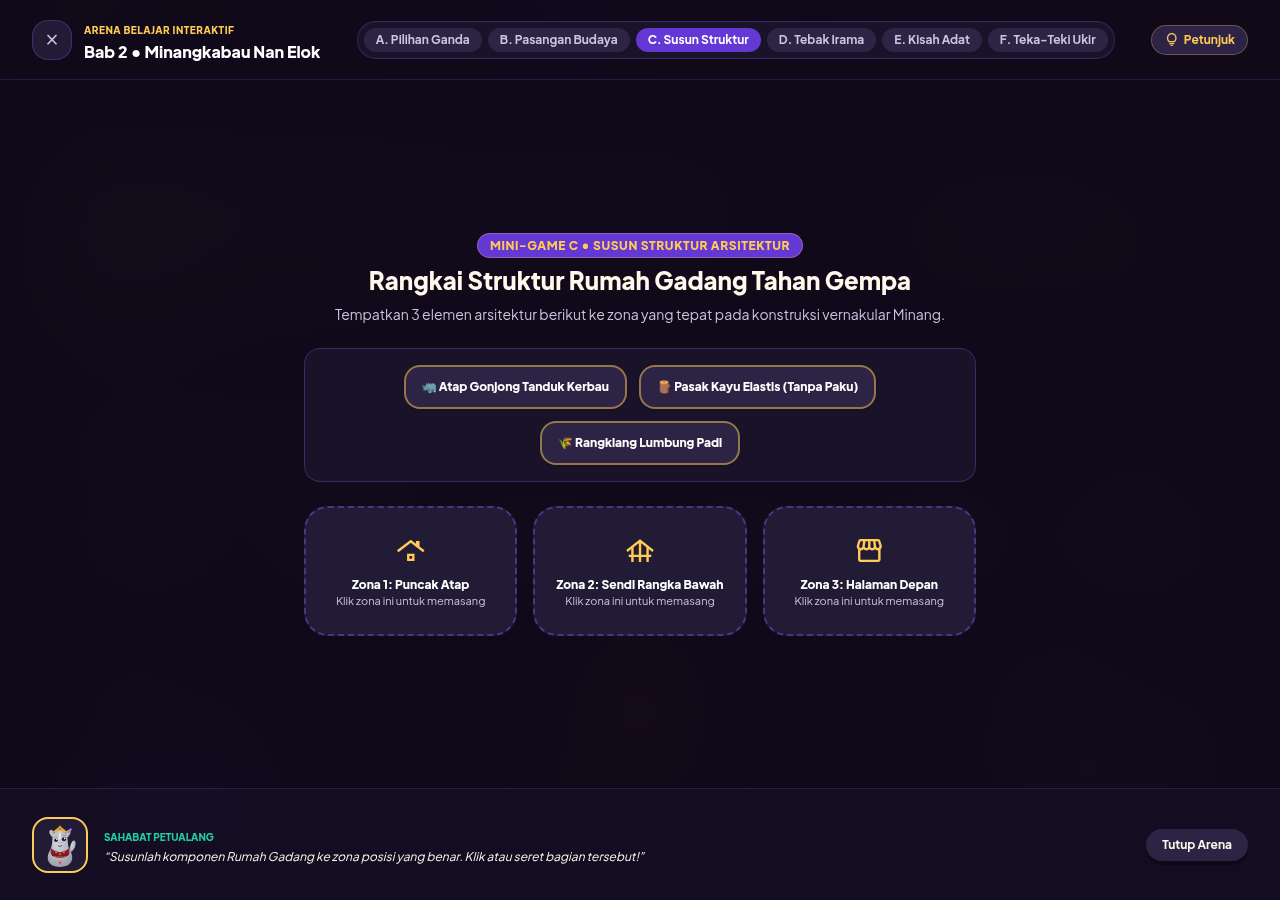 ARENA BELAJAR INTERAKTIF
Bab 2 • Minangkabau Nan Elok
A. Pilihan Ganda
B. Pasangan Budaya
C. Susun Struktur
D. Tebak Irama
E. Kisah Adat
F. Teka-Teki Ukir
Petunjuk
MINI-GAME C • SUSUN STRUKTUR ARSITEKTUR
Rangkai Struktur Rumah Gadang Tahan Gempa
Tempatkan 3 elemen arsitektur berikut ke zona yang tepat pada konstruksi vernakular Minang.
Atap Gonjong Tanduk Kerbau
Pasak Kayu Elastis (Tanpa Paku)
Rangkiang Lumbung Padi
Zona 1: Puncak Atap
Klik zona ini untuk memasang
Zona 2: Sendi Rangka Bawah
Klik zona ini untuk memasang
Zona 3: Halaman Depan
Klik zona ini untuk memasang
SAHABAT PETUALANG
"Susunlah komponen Rumah Gadang ke zona posisi yang benar. Klik atau seret bagian tersebut!"
Tutup Arena